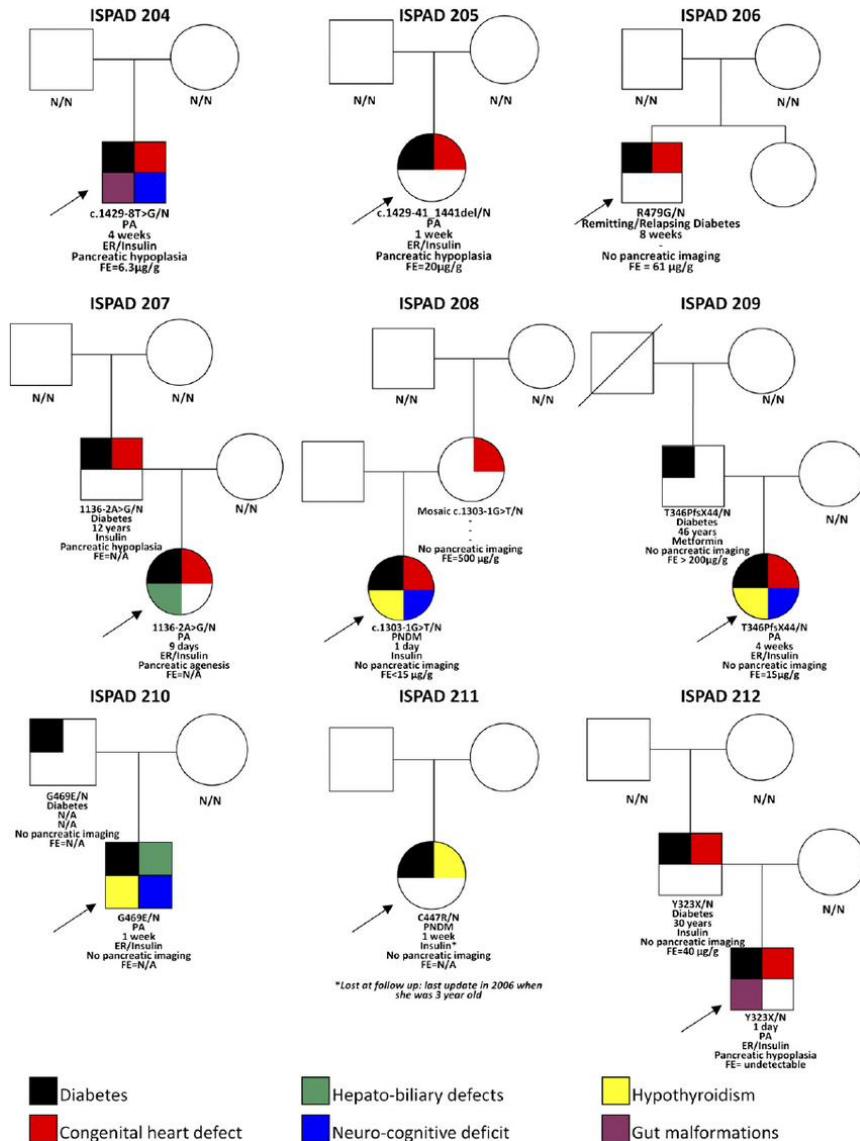 ISPAD 204
N/N
N/N
c.1429-8T>G/N
PA
4 weeks
ER/Insulin
Pancreatic hypoplasia
FE=6.3µg/g
ISPAD 205
N/N
N/N
c.1429-41_1441del/N
PA
1 week
ER/Insulin
Pancreatic hypoplasia
FE=20µg/g
ISPAD 206
N/N
N/N
R479G/N
Remitting/Relapsing Diabetes
8 weeks
-
No pancreatic imaging
FE = 61 µg/g
ISPAD 207
N/N
N/N
1136-2A>G/N
Diabetes
12 years
Insulin
Pancreatic hypoplasia
FE=N/A
N/N
1136-2A>G/N
PA
9 days
ER/Insulin
Pancreatic agenesis
FE=N/A
ISPAD 208
N/N
N/N
Mosaic c.1303-1G>T/N
-
-
-
No pancreatic imaging
FE=500 µg/g
c.1303-1G>T/N
PNDM
1 day
Insulin
No pancreatic imaging
FE<15 µg/g
ISPAD 209
N/N
T346PfsX44/N
Diabetes
46 years
Metformin
No pancreatic imaging
FE > 200µg/g
N/N
T346PfsX44/N
PA
4 weeks
ER/Insulin
No pancreatic imaging
FE=15µg/g
ISPAD 210
G469E/N
Diabetes
N/A
N/A
No pancreatic imaging
FE=N/A
N/N
G469E/N
PA
1 week
ER/Insulin
No pancreatic imaging
FE=N/A
ISPAD 211
C447R/N
PNDM
1 week
Insulin*
No pancreatic imaging
FE=N/A
*Lost at follow up: last update in 2006 when
she was 3 year old
ISPAD 212
N/N
N/N
Y323X/N
Diabetes
30 years
Insulin
No pancreatic imaging
FE=40 µg/g
N/N
Y323X/N
1 day
PA
ER/Insulin
Pancreatic hypoplasia
FE= undetectable
Diabetes
Hepato-biliary defects
Hypothyroidism
Congenital heart defect
Neuro-cognitive deficit
Gut malformations